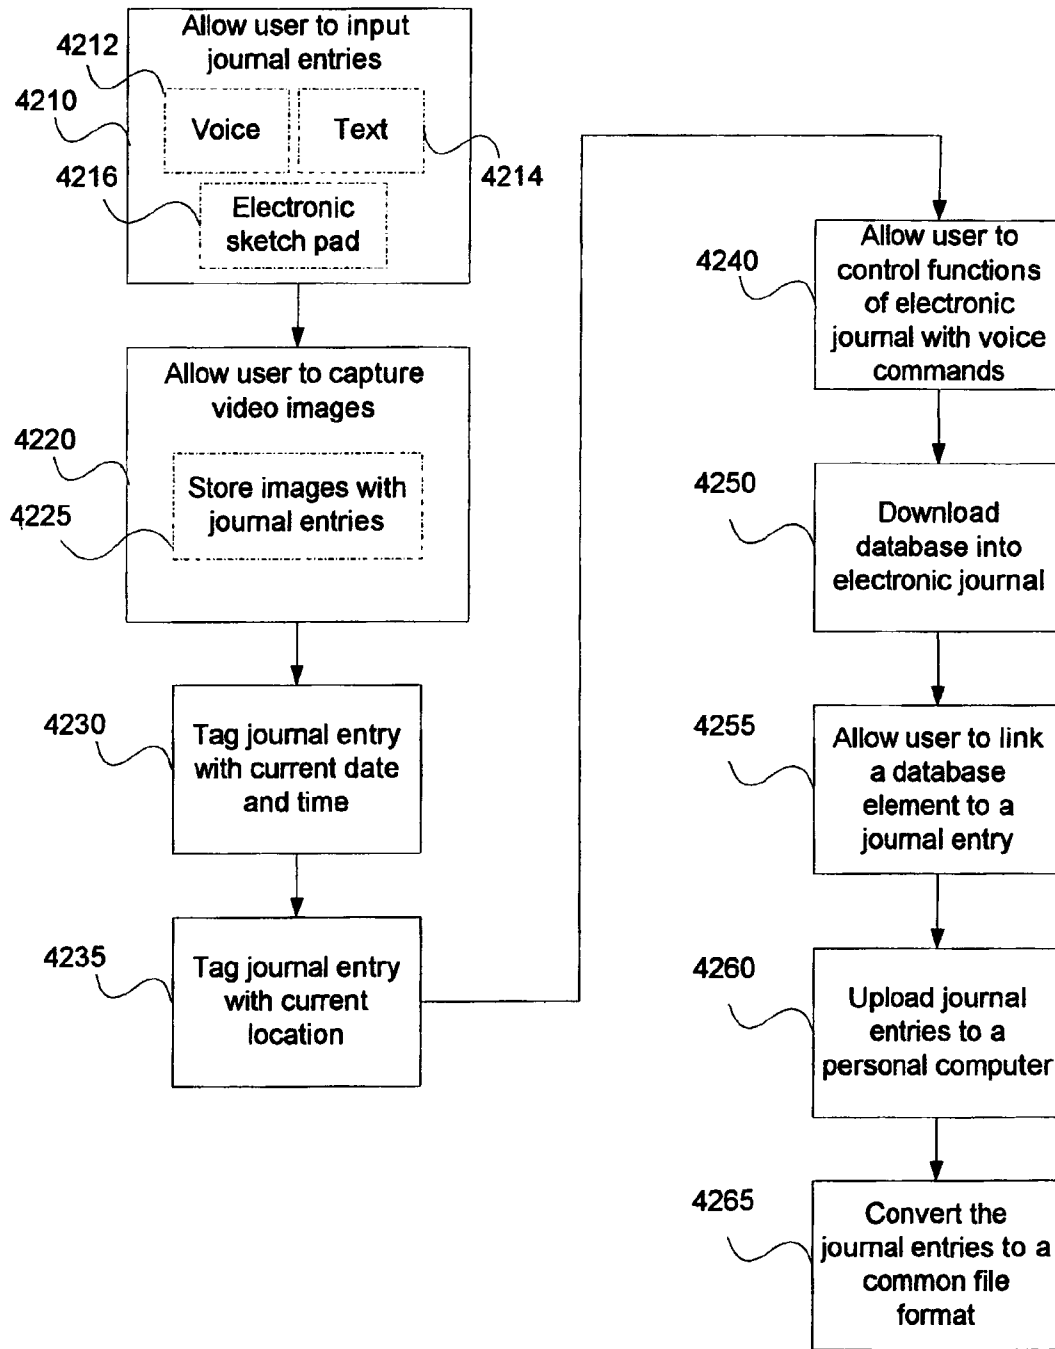 Allow user to input
journal entries
4212
4210
Voice
Text
4214
4216
Electronic
sketch pad
Allow user to capture
video images
4220
4225
Store images with
journal entries
4230
Tag journal entry
with current date
and time
4235
Tag journal entry
with current
location
4240
Allow user to
control functions
of electronic
journal with voice
commands
4250
Download
database into
electronic journal
4255
Allow user to link
a database
element to a
journal entry
4260
Upload journal
entries to a
personal computer
4265
Convert the
journal entries to a
common file
format